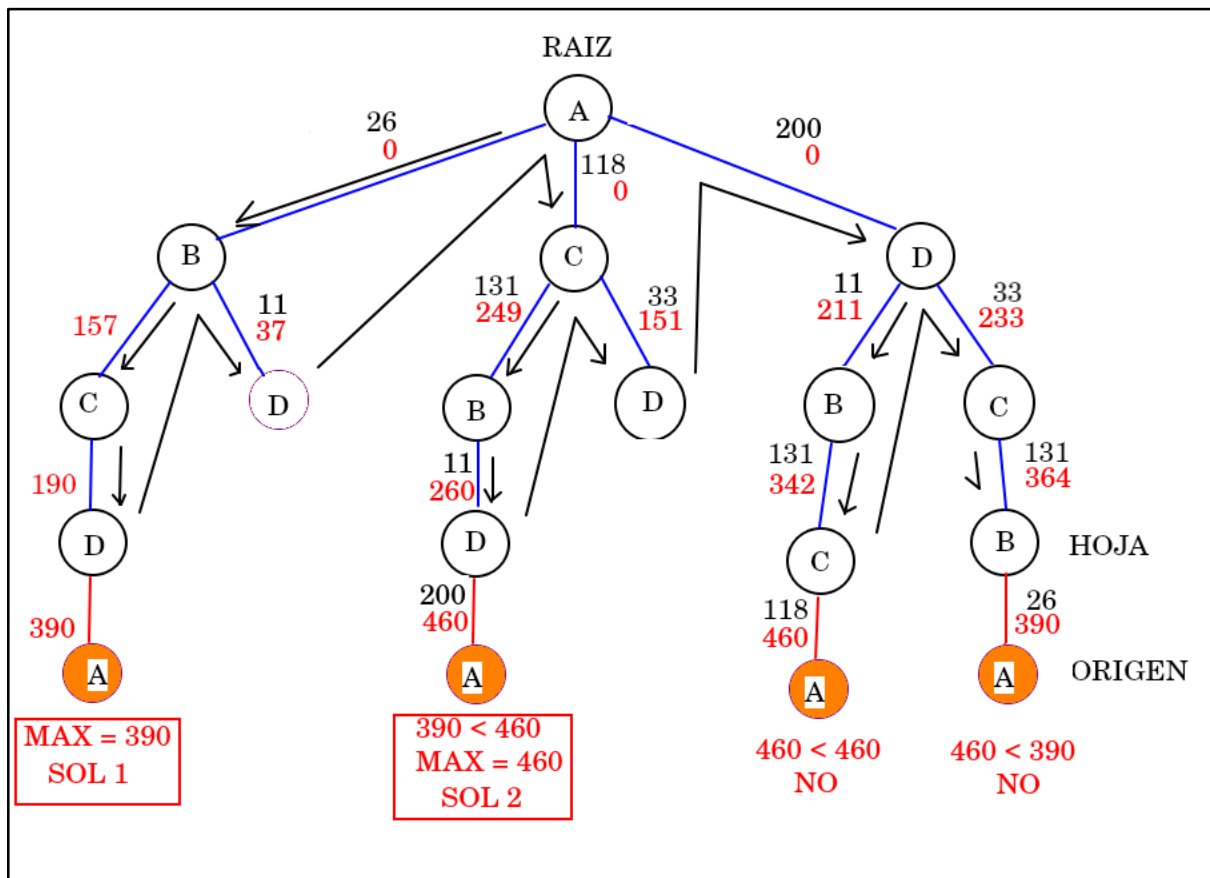 RAIZ
A
26
0
118
0
200
0
B
C
D
157
11
37
131
249
33
151
11
211
33
233
C
D
B
D
B
C
190
11
260
131
342
131
364
D
D
C
B
HOJA
390
200
460
118
460
26
390
A
A
A
A
ORIGEN
MAX = 390
SOL 1
390 < 460
MAX = 460
SOL 2
460 < 460
NO
460 < 390
NO